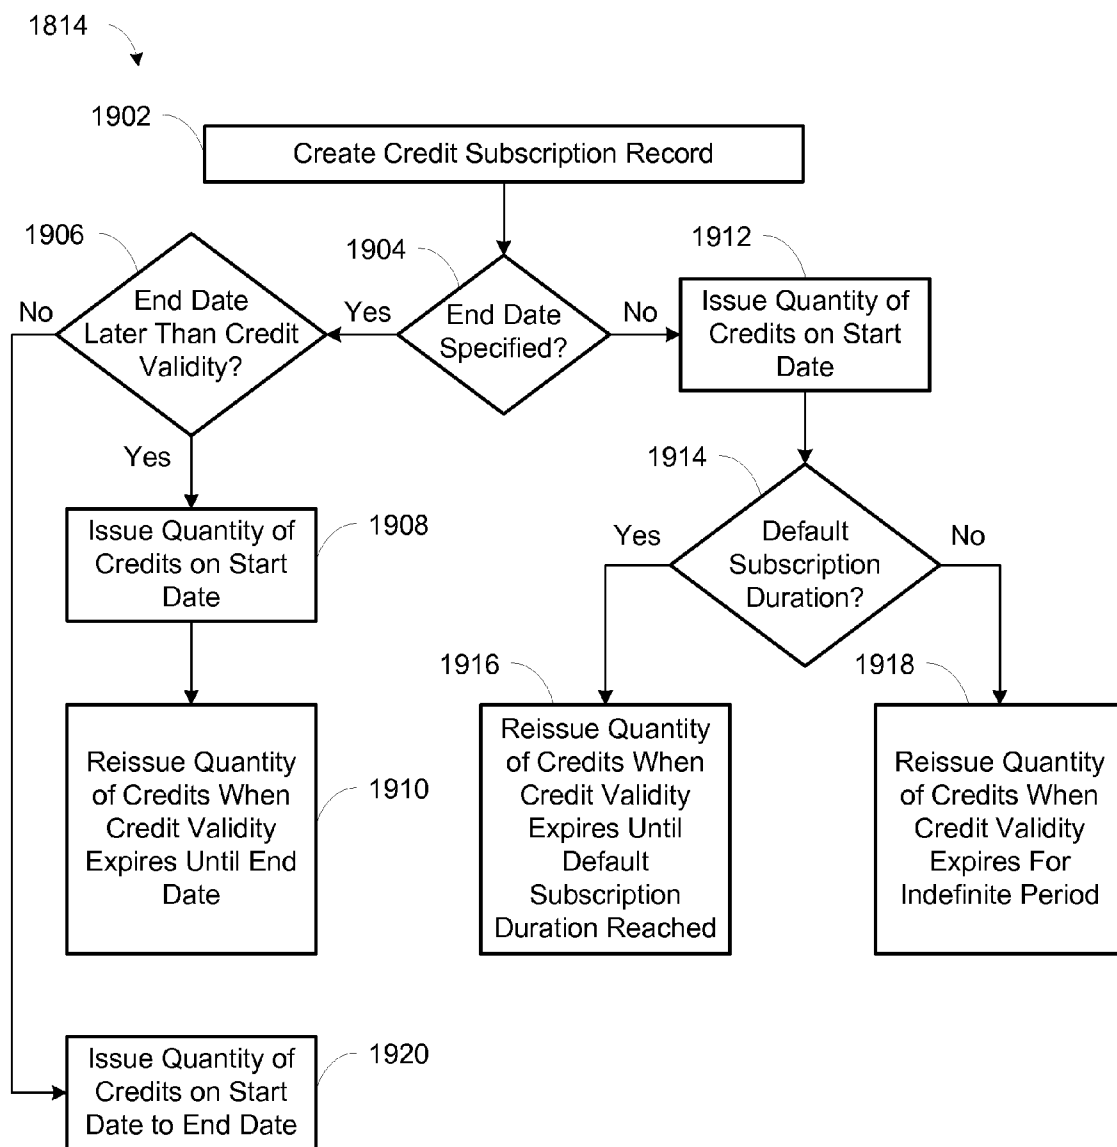 1814
1902
Create Credit Subscription Record
1906
1904
1912
No
End Date
Later Than Credit
Validity?
Yes
End Date
Specified?
No
Issue Quantity of
Credits on Start
Date
Yes
1914
Issue Quantity of
Credits on Start
Date
1908
Yes
Default
Subscription
Duration?
No
1916
1918
Reissue Quantity
of Credits When
Credit Validity
Expires Until End
Date
1910
Reissue Quantity
of Credits When
Credit Validity
Expires Until
Default
Subscription
Duration Reached
Reissue Quantity
of Credits When
Credit Validity
Expires For
Indefinite Period
Issue Quantity of
Credits on Start
Date to End Date
1920